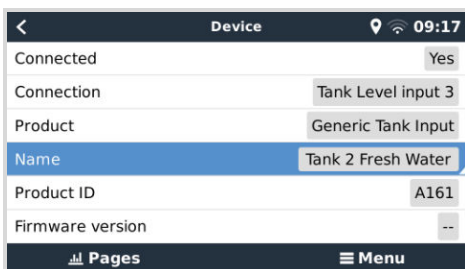 Device 09:17
Connected Yes
Connection Tank Level input 3
Product Generic Tank Input
Name Tank 2 Fresh Water
Product ID A161
Firmware version --
Pages Menu